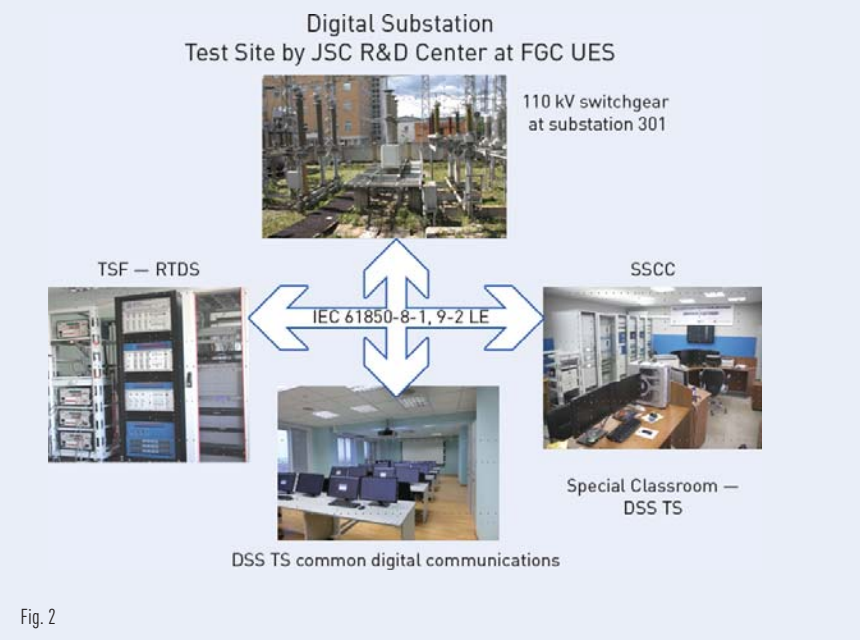 Digital Substation
Test Site by JSC R&D Center at FGC UES
110 kV switchgear
at substation 301
TSF — RTDS
SSCC
IEC 61850-8-1, 9-2 LE
Special Classroom —
DSS TS
DSS TS common digital communications
Fig. 2